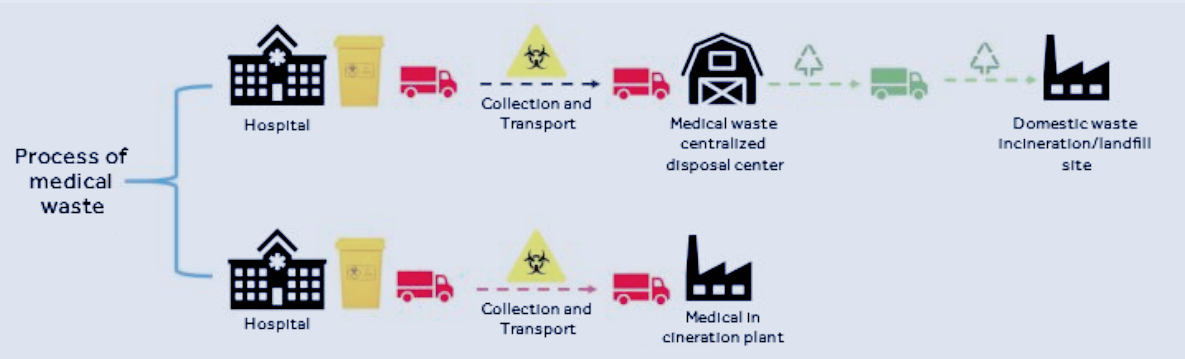 Process of
medical
waste
Hospital
Collection and
Transport
Medical waste
centralized
disposal center
Domestic waste
incineration/landfill
site
Hospital
Collection and
Transport
Medical in
cineration plant